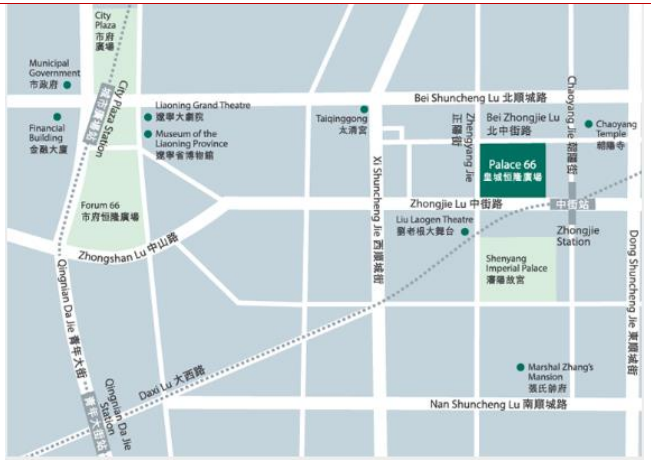 City
Plaza
市府
廣場
Municipal
Government
市政府
City Plaza Station
城市廣場站
Financial
Building
金融大廈
Liaoning Grand Theatre
遼寧大劇院
Museum of the
Liaoning Province
遼寧省博物館
Taiqinggong
太清宮
Bei Shuncheng Lu 北順城路
Zhengyang Jie
正陽街
Bei Zhongjie Lu
北中街路
Chaoyang Jie 朝陽街
Chaoyang
Temple
朝陽寺
Palace 66
皇城恒隆廣場
Forum 66
市府恒隆廣場
Xi Shuncheng Jie 西順城街
Zhongjie Lu 中街路
中街站
Zhongjie
Station
Liu Laogen Theatre
劉老根大舞台
Zhongshan Lu 中山路
Shenyang
Imperial Palace
瀋陽故宮
Dong Shuncheng Jie 東順城街
Qingnian Da Jie 青年大街
Daxi Lu 大西路
Marshal Zhang's
Mansion
張氏帥府
Qingnian Da Jie
Station
青年大街站
Nan Shuncheng Lu 南順城路